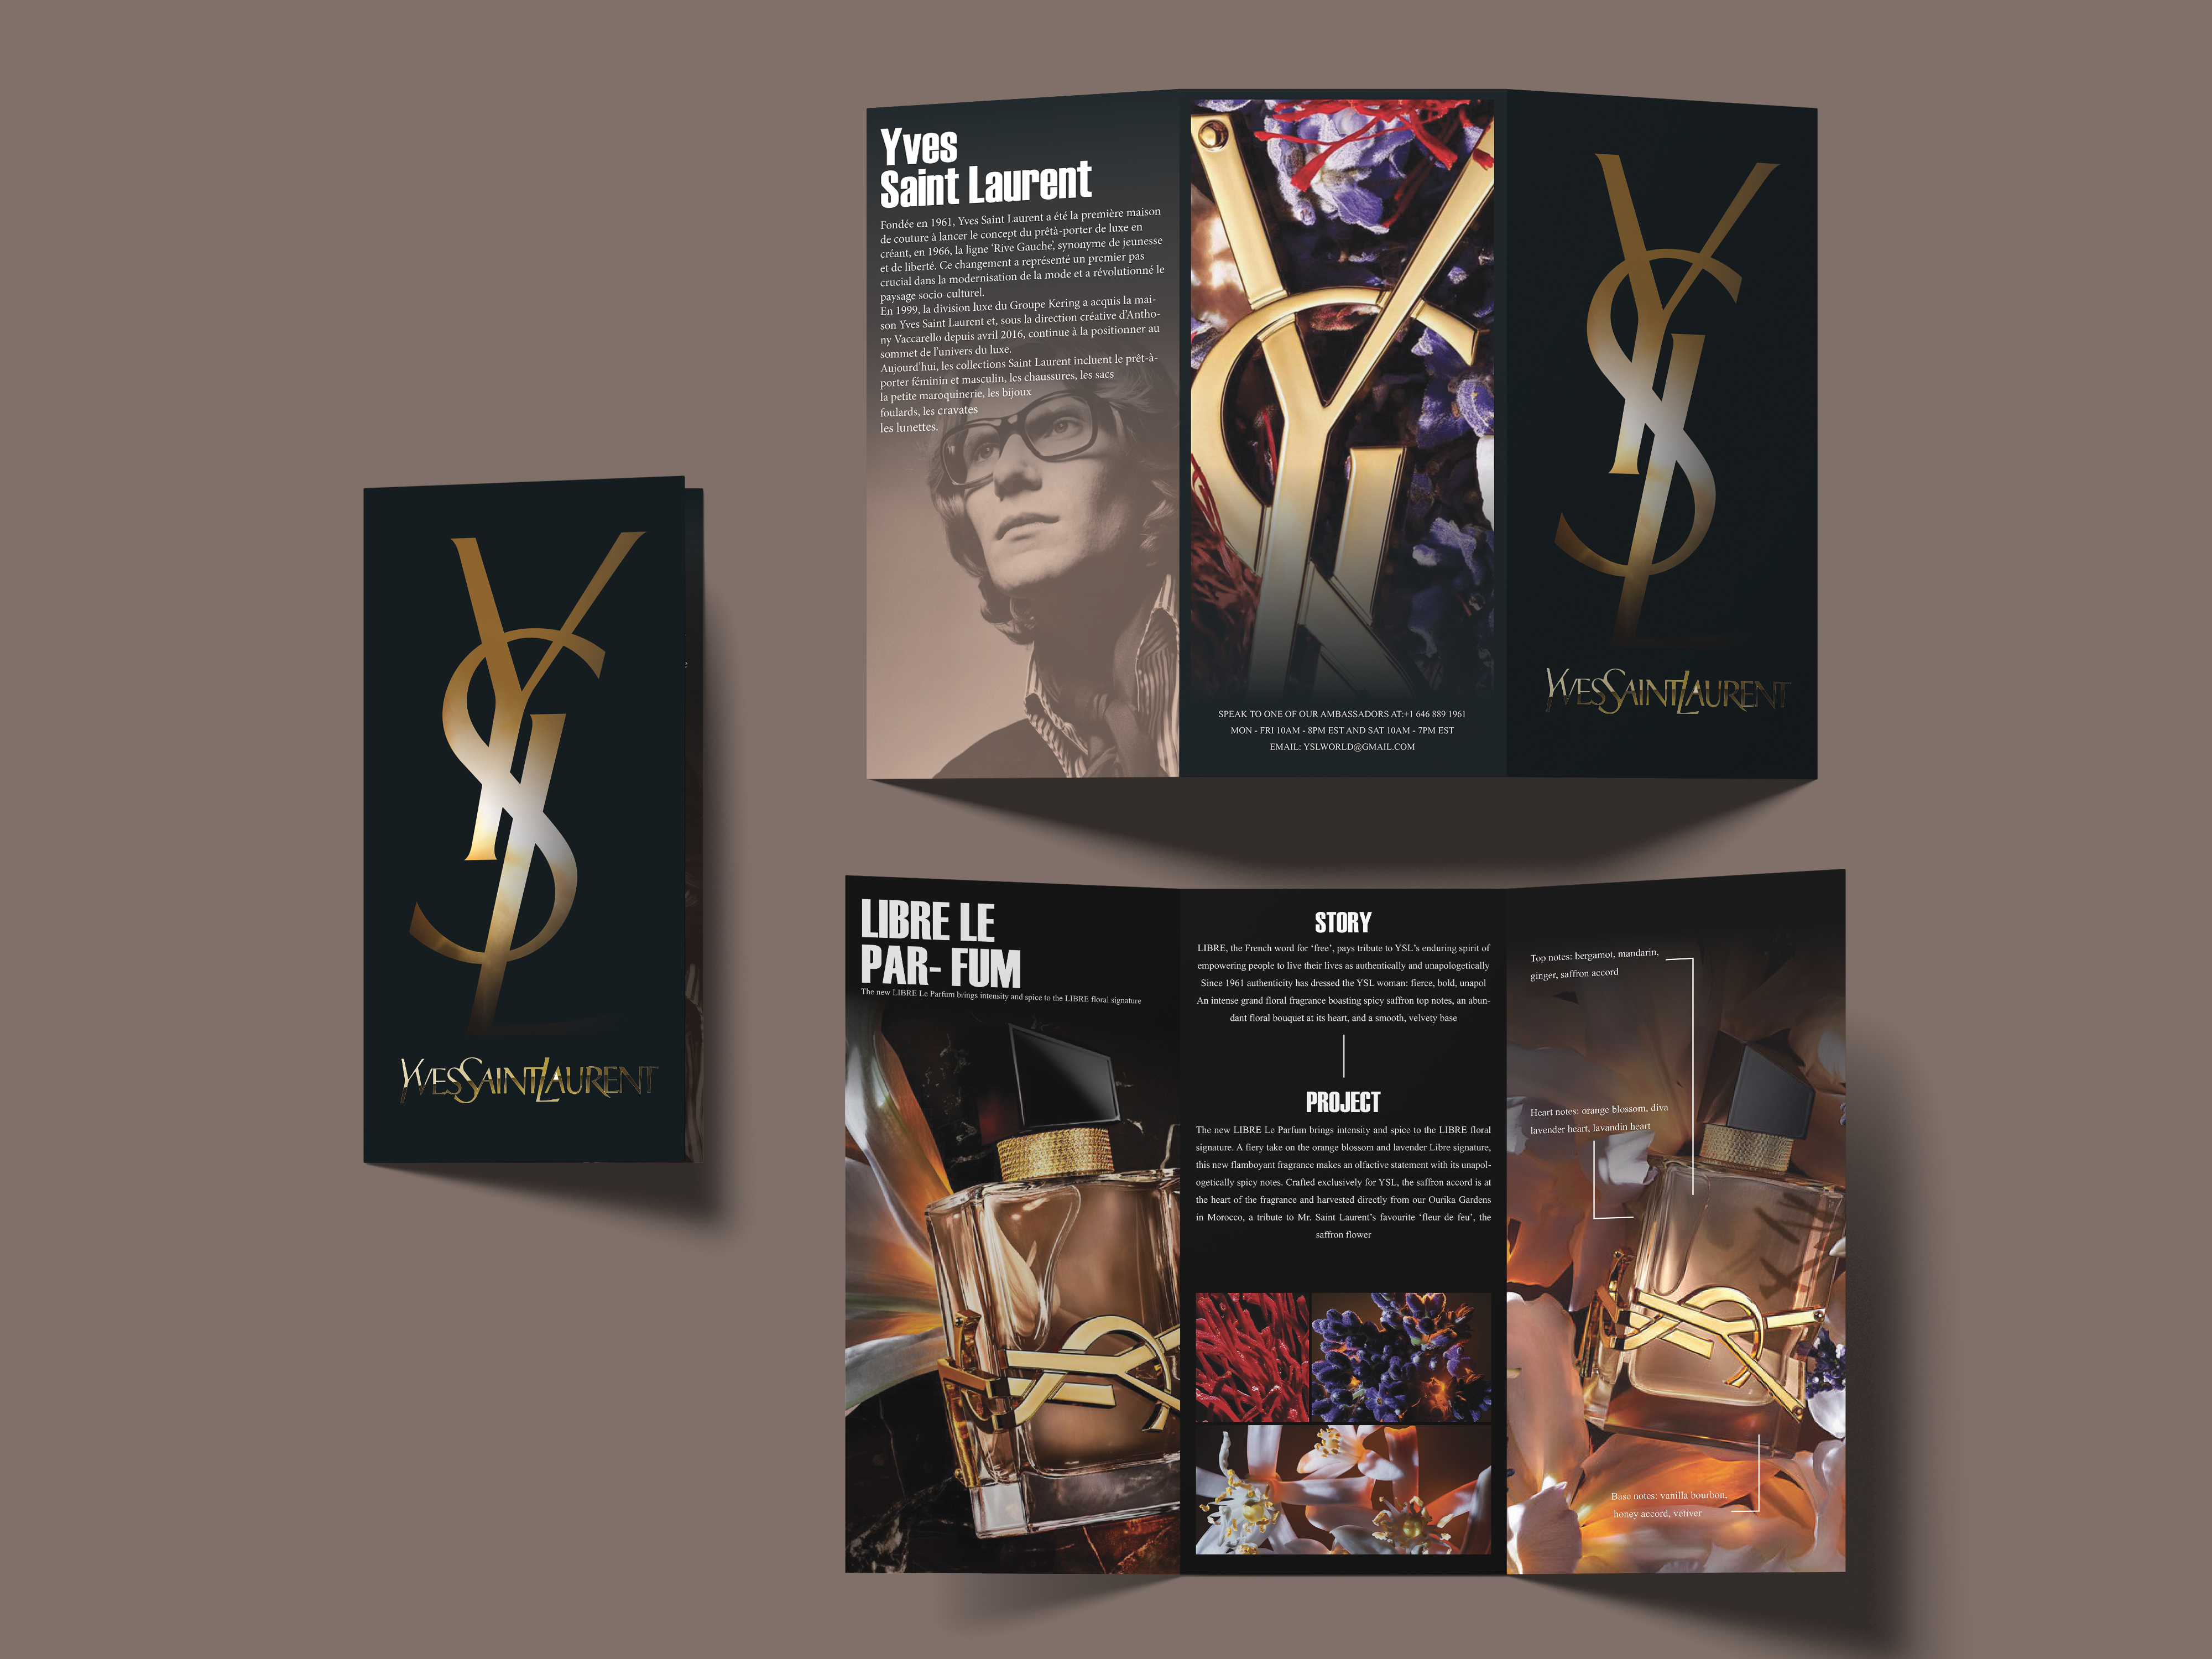 YSL
YVESSAINTLAURENT
Yves
Saint Laurent
Fondée en 1961, Yves Saint Laurent a été la première maison
de couture à lancer le concept du prêtà-porter de luxe en
créant, en 1966, la ligne ‘Rive Gauche’, synonyme de jeunesse
et de liberté. Ce changement a représenté un premier pas
crucial dans la modernisation de la mode et a révolutionné le
paysage socio-culturel.
En 1999, la division luxe du Groupe Kering a acquis la mai-
son Yves Saint Laurent et, sous la direction créative d’Antho-
ny Vaccarello depuis avril 2016, continue à la positionner au
sommet de l’univers du luxe.
Aujourd’hui, les collections Saint Laurent incluent le prêt-à-
porter féminin et masculin, les chaussures, les sacs
la petite maroquinerie, les bijoux
foulards, les cravates
les lunettes.
SPEAK TO ONE OF OUR AMBASSADORS AT:+1 646 889 1961
MON - FRI 10AM - 8PM EST AND SAT 10AM - 7PM EST
EMAIL: YSLWORLD@GMAIL.COM
YSL
YVESSAINTLAURENT
LIBRE LE
PAR- FUM
The new LIBRE Le Parfum brings intensity and spice to the LIBRE floral signature
STORY
LIBRE, the French word for ‘free’, pays tribute to YSL’s enduring spirit of
empowering people to live their lives as authentically and unapologetically
Since 1961 authenticity has dressed the YSL woman: fierce, bold, unapol
An intense grand floral fragrance boasting spicy saffron top notes, an abun-
dant floral bouquet at its heart, and a smooth, velvety base
PROJECT
The new LIBRE Le Parfum brings intensity and spice to the LIBRE floral
signature. A fiery take on the orange blossom and lavender Libre signature,
this new flamboyant fragrance makes an olfactive statement with its unapol-
ogetically spicy notes. Crafted exclusively for YSL, the saffron accord is at
the heart of the fragrance and harvested directly from our Ourika Gardens
in Morocco, a tribute to Mr. Saint Laurent’s favourite ‘fleur de feu’, the
saffron flower
Top notes: bergamot, mandarin,
ginger, saffron accord
Heart notes: orange blossom, diva
lavender heart, lavandin heart
Base notes: vanilla bourbon,
honey accord, vetiver